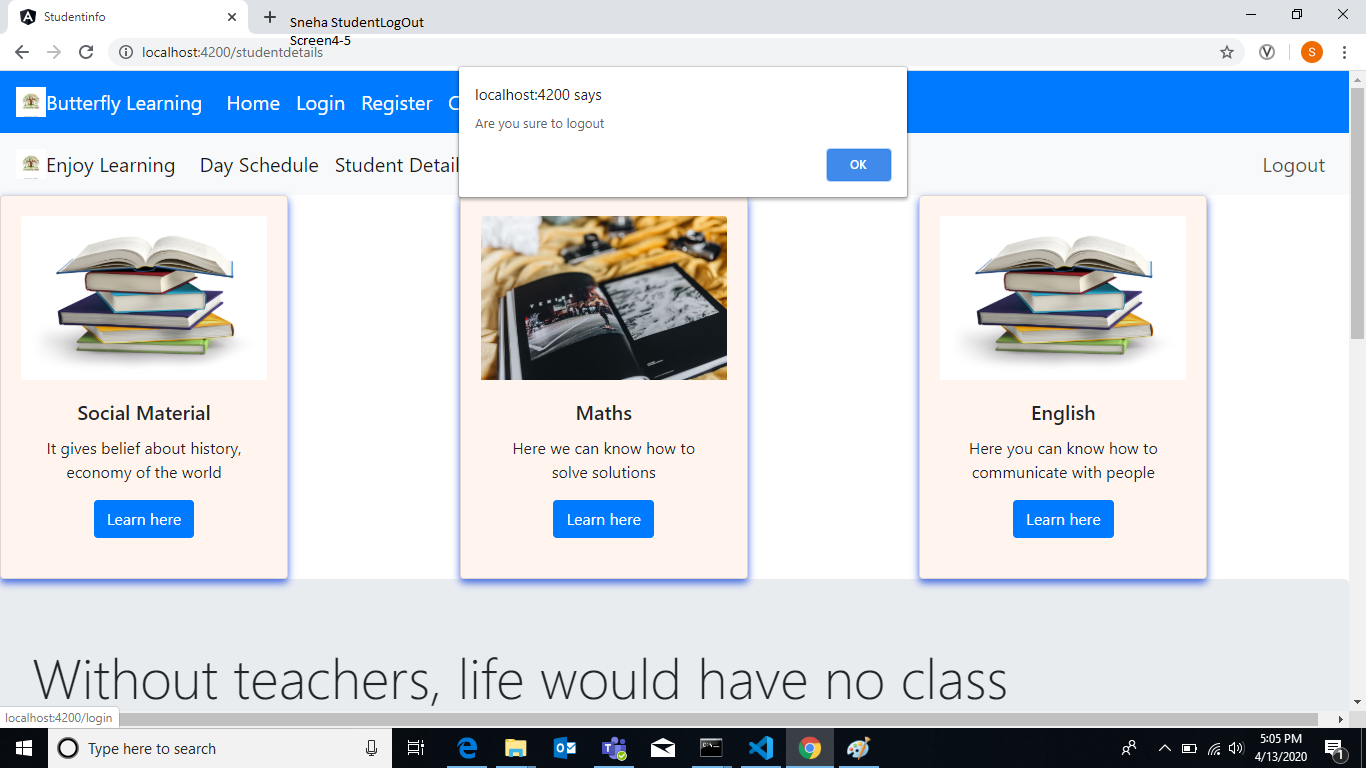 Studentinfo
Sneha StudentLogOut
Screen4-5
localhost:4200/studentdetails
S
Butterfly Learning Home Login Register C
localhost:4200 says
Are you sure to logout
OK
Enjoy Learning Day Schedule Student Detail
Logout
VENUE
Social Material
It gives belief about history,
economy of the world
Learn here
Maths
Here we can know how to
solve solutions
Learn here
English
Here you can know how to
communicate with people
Learn here
Without teachers, life would have no class
localhost:4200/login
Type here to search
5:05 PM
4/13/2020
1